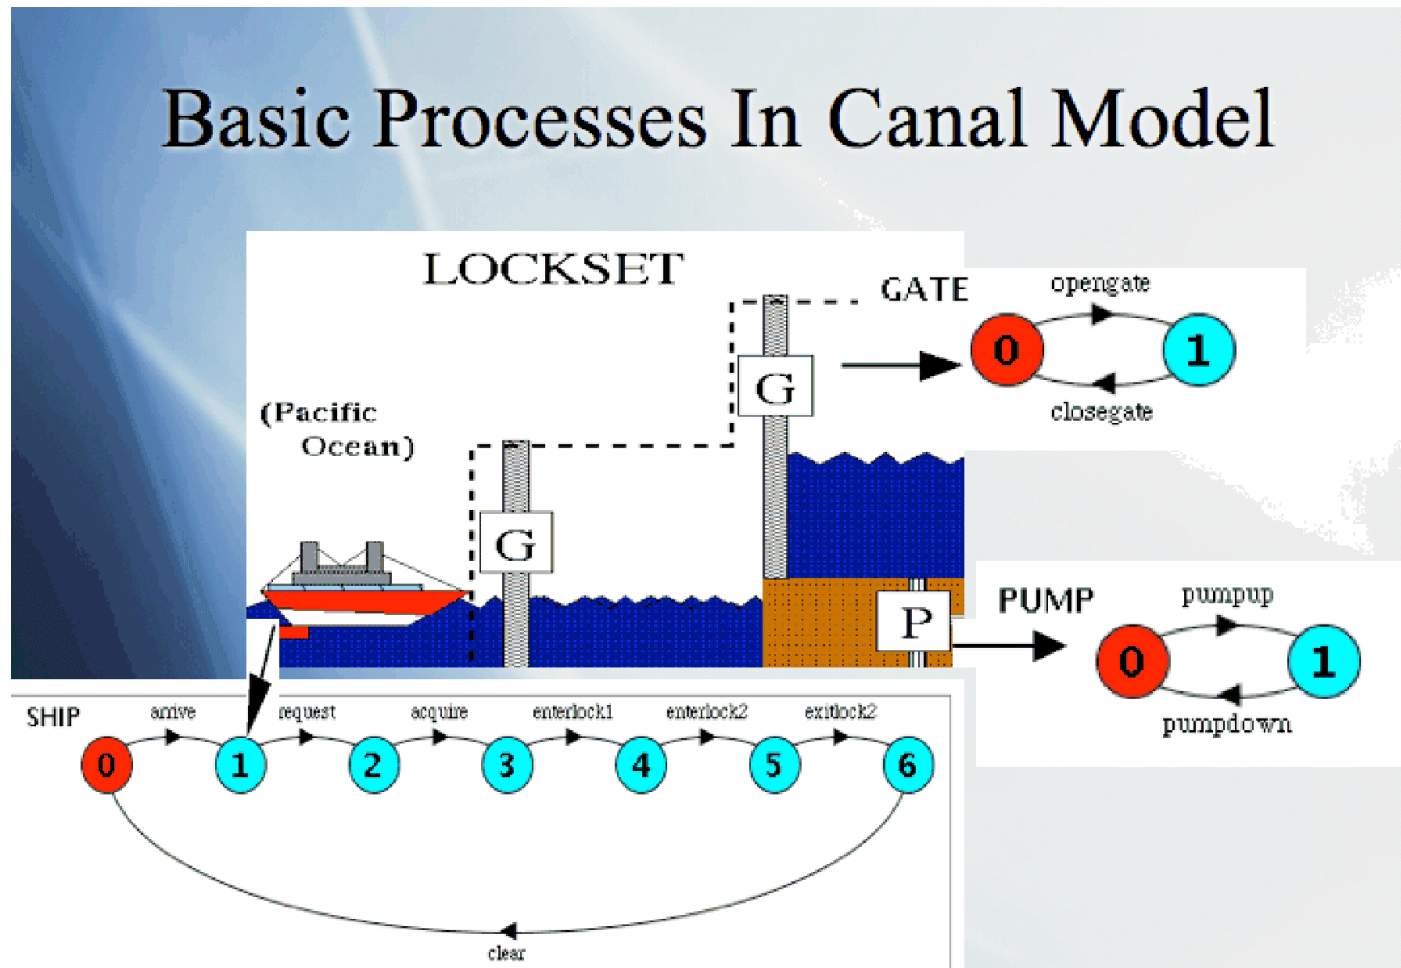 Basic Processes In Canal Model
LOCKSET
(Pacific
Ocean)
G
G
P
GATE
opengate
0
1
closegate
PUMP
pumpup
0
1
pumpdown
SHIP
arrive
request
acquire
enterlock1
enterlock2
exitlock2
0
1
2
3
4
5
6
clear